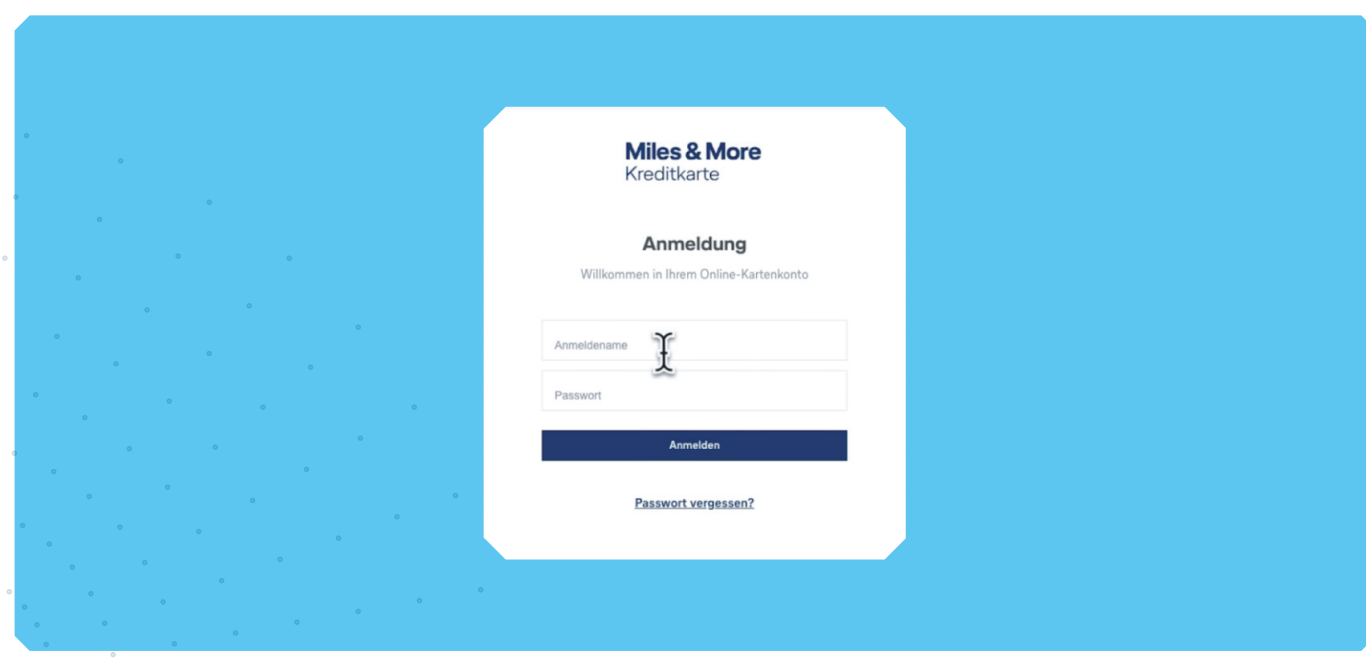 Miles & More
Kreditkarte
Anmeldung
Willkommen in Ihrem Online-Kartenkonto
Anmeldename
Passwort
Anmelden
Passwort vergessen?